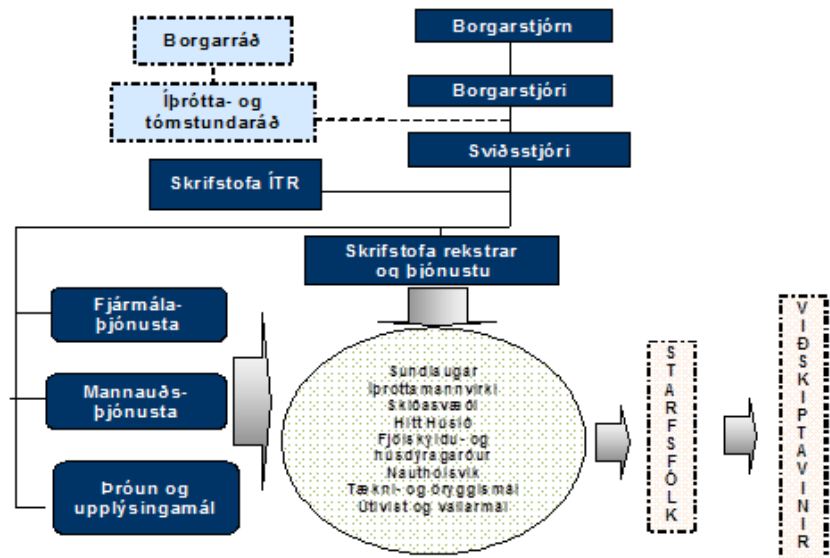 Borgarstjórn
Borgarráð
Borgarstjóri
Íþrótta- og
tómstundaráð
Sviðsstjóri
Skrifstofa ÍTR
Skrifstofa rekstrar
og þjónustu
Fjármála-
þjónusta
Mannauðs-
þjónusta
Þróun og
upplýsingamál
Sundlaugar
Íþróttamannvirki
Skíðasvæði
Hitt Húsið
Fjölskyldu- og
húsdýragarður
Nauthólsvík
Tækni- og öryggismál
Útivist og vallarmál
STARFSFÓLK
VIÐSKIPTAVINIR